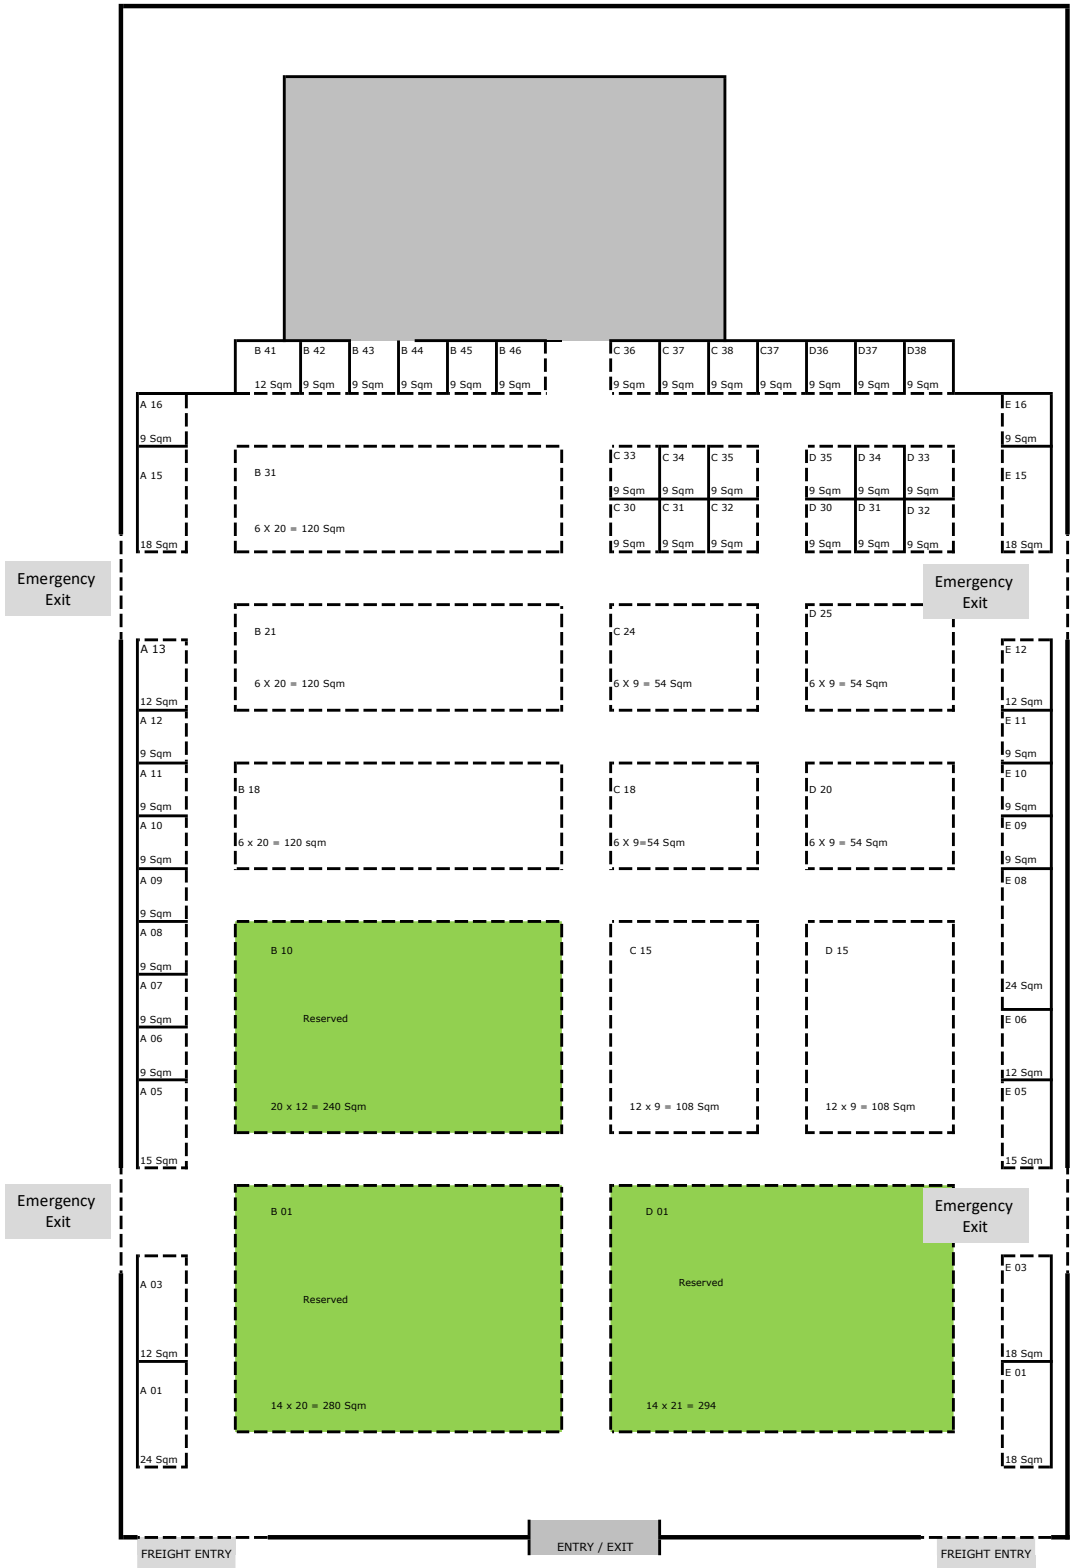 B 41
B 42
B 43
B 44
B 45
B 46
C 36
C 37
C 38
C37
D36
D37
D38
12 Sqm
9 Sqm
9 Sqm
9 Sqm
9 Sqm
9 Sqm
9 Sqm
9 Sqm
9 Sqm
9 Sqm
9 Sqm
9 Sqm
9 Sqm
A 16
9 Sqm
E 16
9 Sqm
A 15
18 Sqm
B 31
6 X 20 = 120 Sqm
C 33
C 34
C 35
9 Sqm
9 Sqm
9 Sqm
C 30
C 31
C 32
9 Sqm
9 Sqm
9 Sqm
D 35
D 34
D 33
9 Sqm
9 Sqm
9 Sqm
D 30
D 31
D 32
9 Sqm
9 Sqm
9 Sqm
E 15
18 Sqm
Emergency
Exit
Emergency
Exit
A 13
12 Sqm
B 21
6 X 20 = 120 Sqm
C 24
6 X 9 = 54 Sqm
D 25
6 X 9 = 54 Sqm
E 12
12 Sqm
A 12
9 Sqm
E 11
9 Sqm
A 11
9 Sqm
B 18
6 x 20 = 120 sqm
C 18
6 X 9=54 Sqm
D 20
6 X 9 = 54 Sqm
E 10
9 Sqm
A 10
9 Sqm
E 09
9 Sqm
A 09
9 Sqm
A 08
9 Sqm
A 07
9 Sqm
A 06
9 Sqm
A 05
15 Sqm
B 10
Reserved
20 x 12 = 240 Sqm
C 15
12 x 9 = 108 Sqm
D 15
12 x 9 = 108 Sqm
E 08
24 Sqm
E 06
12 Sqm
E 05
15 Sqm
Emergency
Exit
Emergency
Exit
A 03
12 Sqm
A 01
24 Sqm
B 01
Reserved
14 x 20 = 280 Sqm
D 01
Reserved
14 x 21 = 294
E 03
18 Sqm
E 01
18 Sqm
FREIGHT ENTRY
ENTRY / EXIT
FREIGHT ENTRY